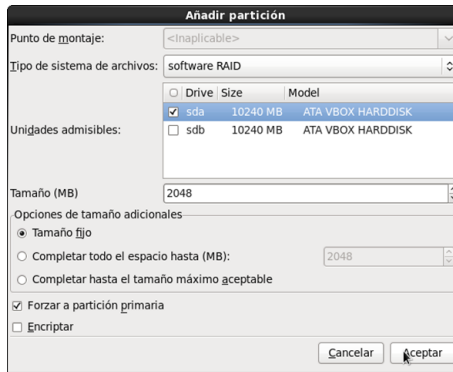 Añadir partición
Punto de montaje: <Inaplicable>
Tipo de sistema de archivos: software RAID
Drive Size Model
sda 10240 MB ATA VBOX HARDDISK
Unidades admisibles: sdb 10240 MB ATA VBOX HARDDISK
Tamaño (MB) 2048
Opciones de tamaño adicionales
Tamaño fijo
Completar todo el espacio hasta (MB): 2048
Completar hasta el tamaño máximo aceptable
Forzar a partición primaria
Encriptar
Cancelar Aceptar